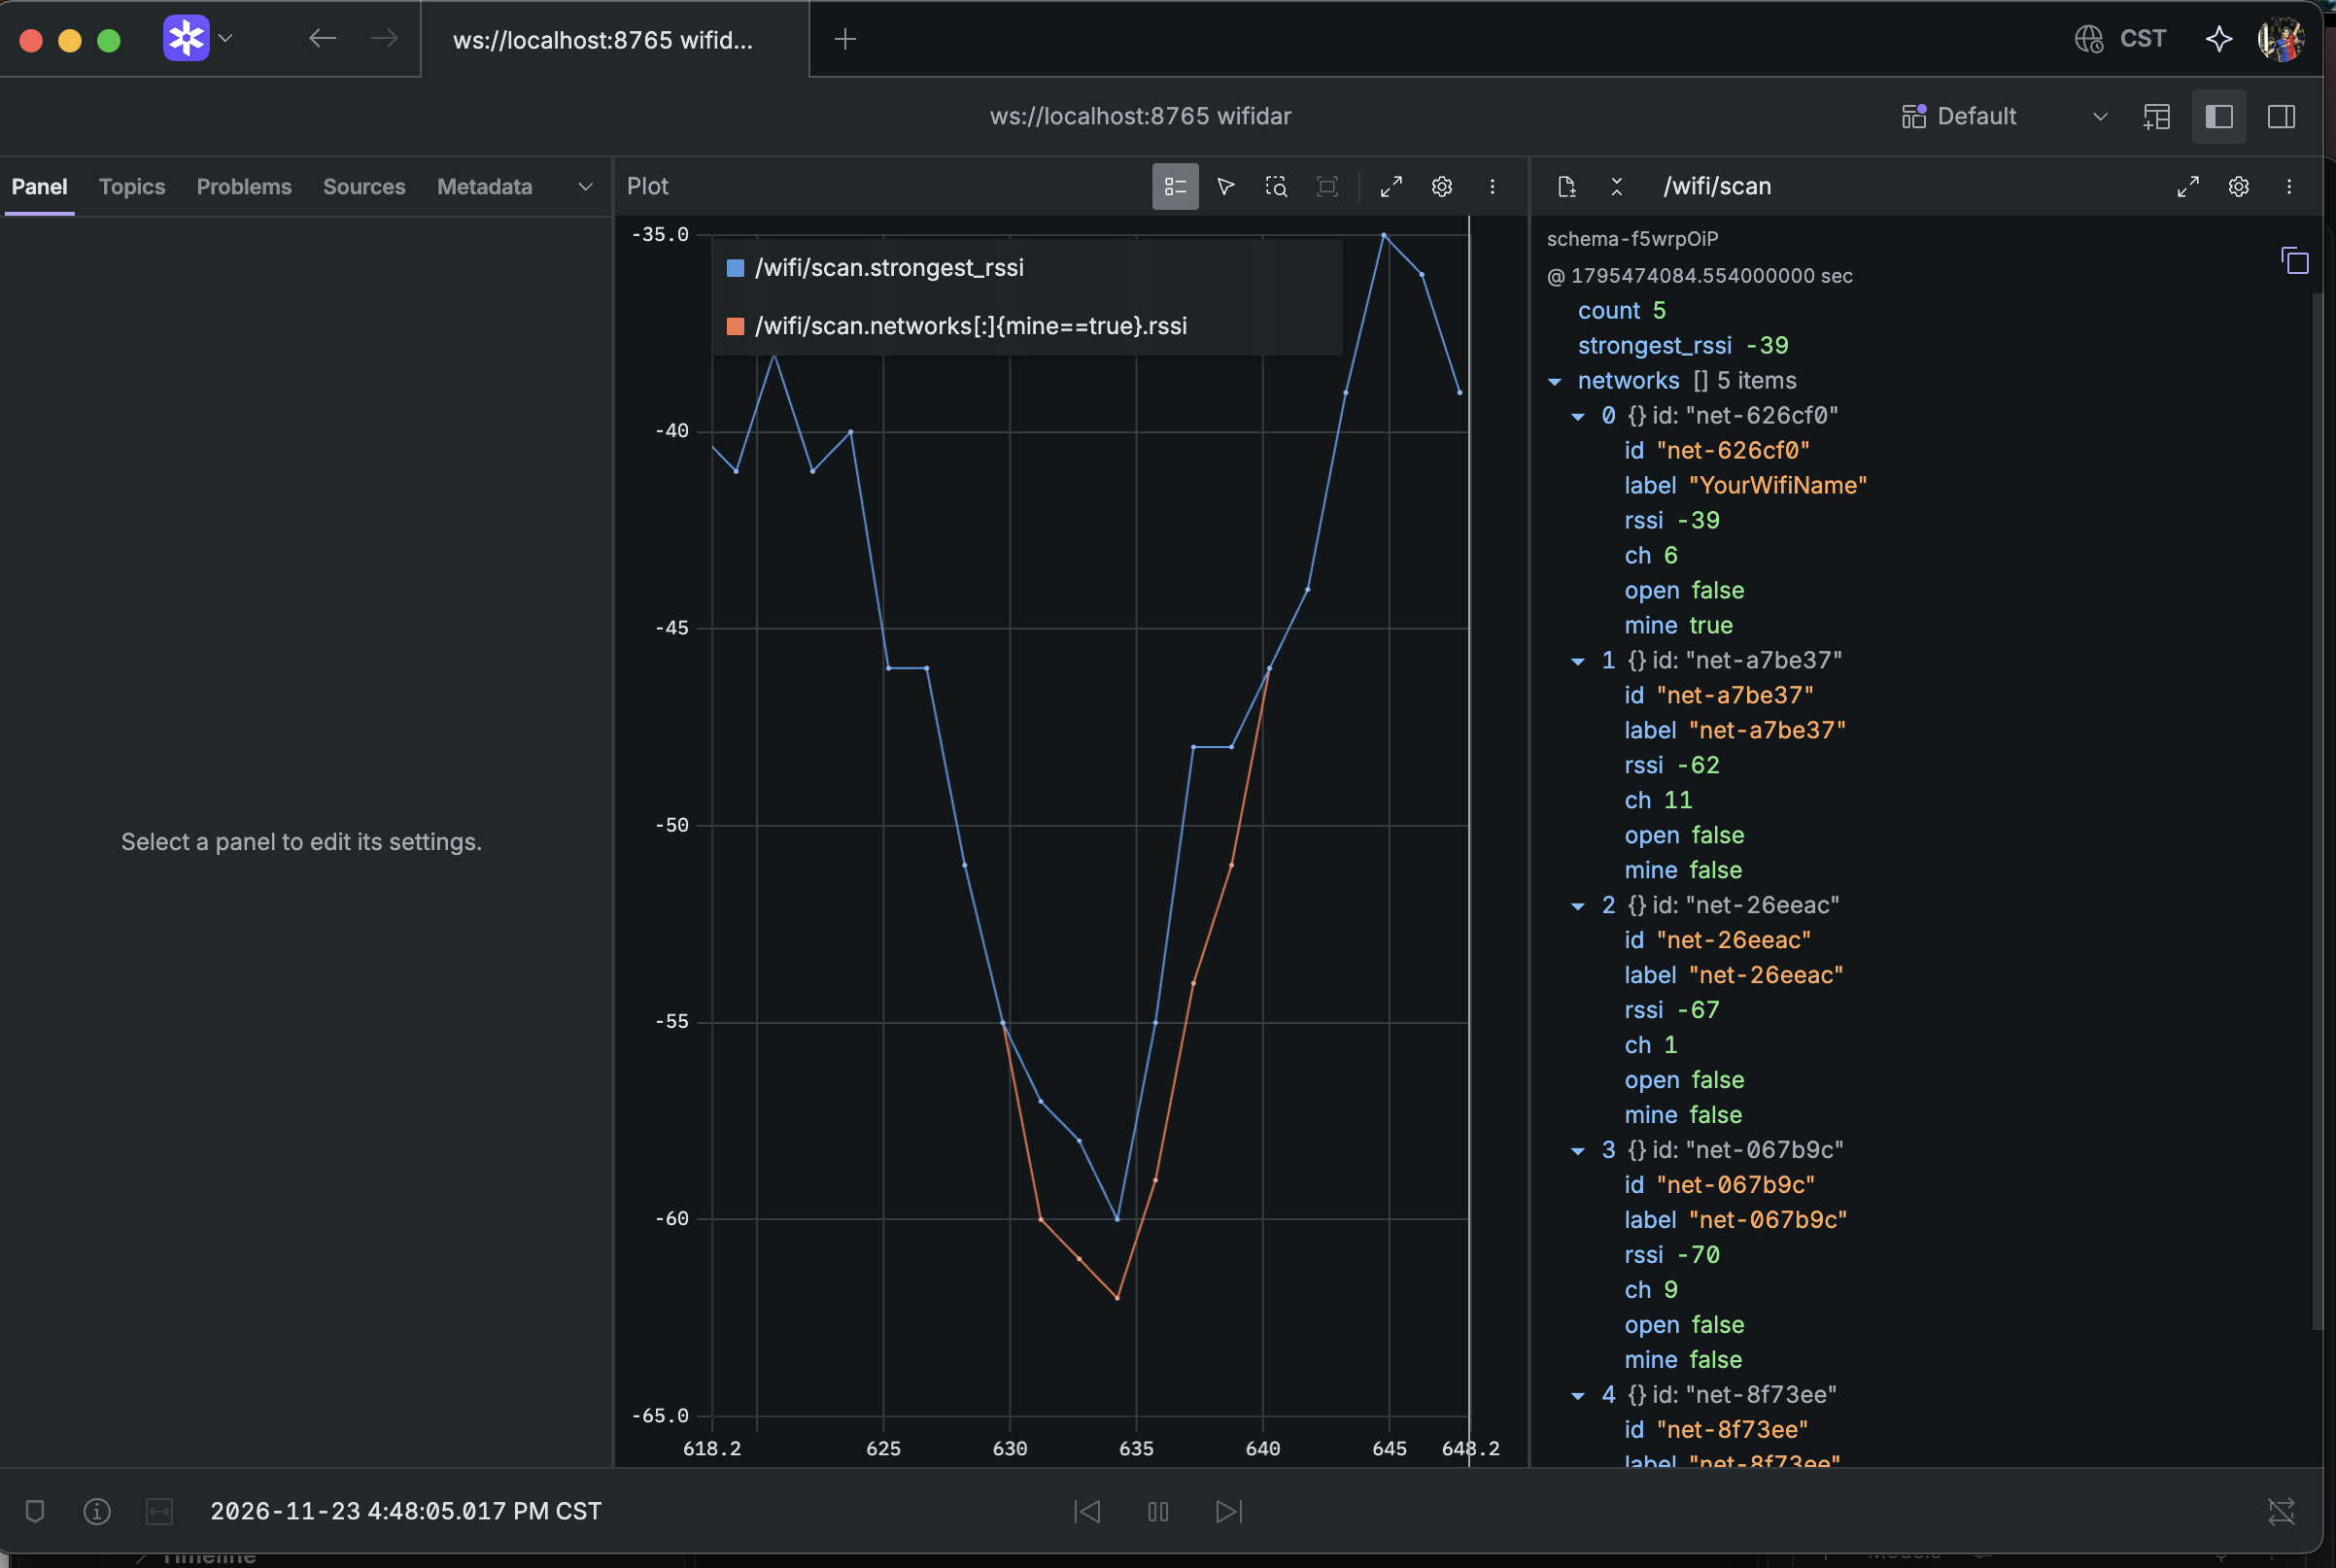 ws://localhost:8765 wifid...
CST
ws://localhost:8765 wifidar
Default
Panel
Topics
Problems
Sources
Metadata
Select a panel to edit its settings.
Plot
/wifi/scan.strongest_rssi
/wifi/scan.networks[:]{mine==true}.rssi
-35.0
-40
-45
-50
-55
-60
-65.0
618.2
625
630
635
640
645
648.2
/wifi/scan
schema-f5wrpOiP
@ 1795474084.554000000 sec
count 5
strongest_rssi -39
networks [] 5 items
0 {} id: "net-626cf0"
id "net-626cf0"
label "YourWifiName"
rssi -39
ch 6
open false
mine true
1 {} id: "net-a7be37"
id "net-a7be37"
label "net-a7be37"
rssi -62
ch 11
open false
mine false
2 {} id: "net-26eeac"
id "net-26eeac"
label "net-26eeac"
rssi -67
ch 1
open false
mine false
3 {} id: "net-067b9c"
id "net-067b9c"
label "net-067b9c"
rssi -70
ch 9
open false
mine false
4 {} id: "net-8f73ee"
id "net-8f73ee"
label "net-8f73ee"
2026-11-23 4:48:05.017 PM CST
Timeline